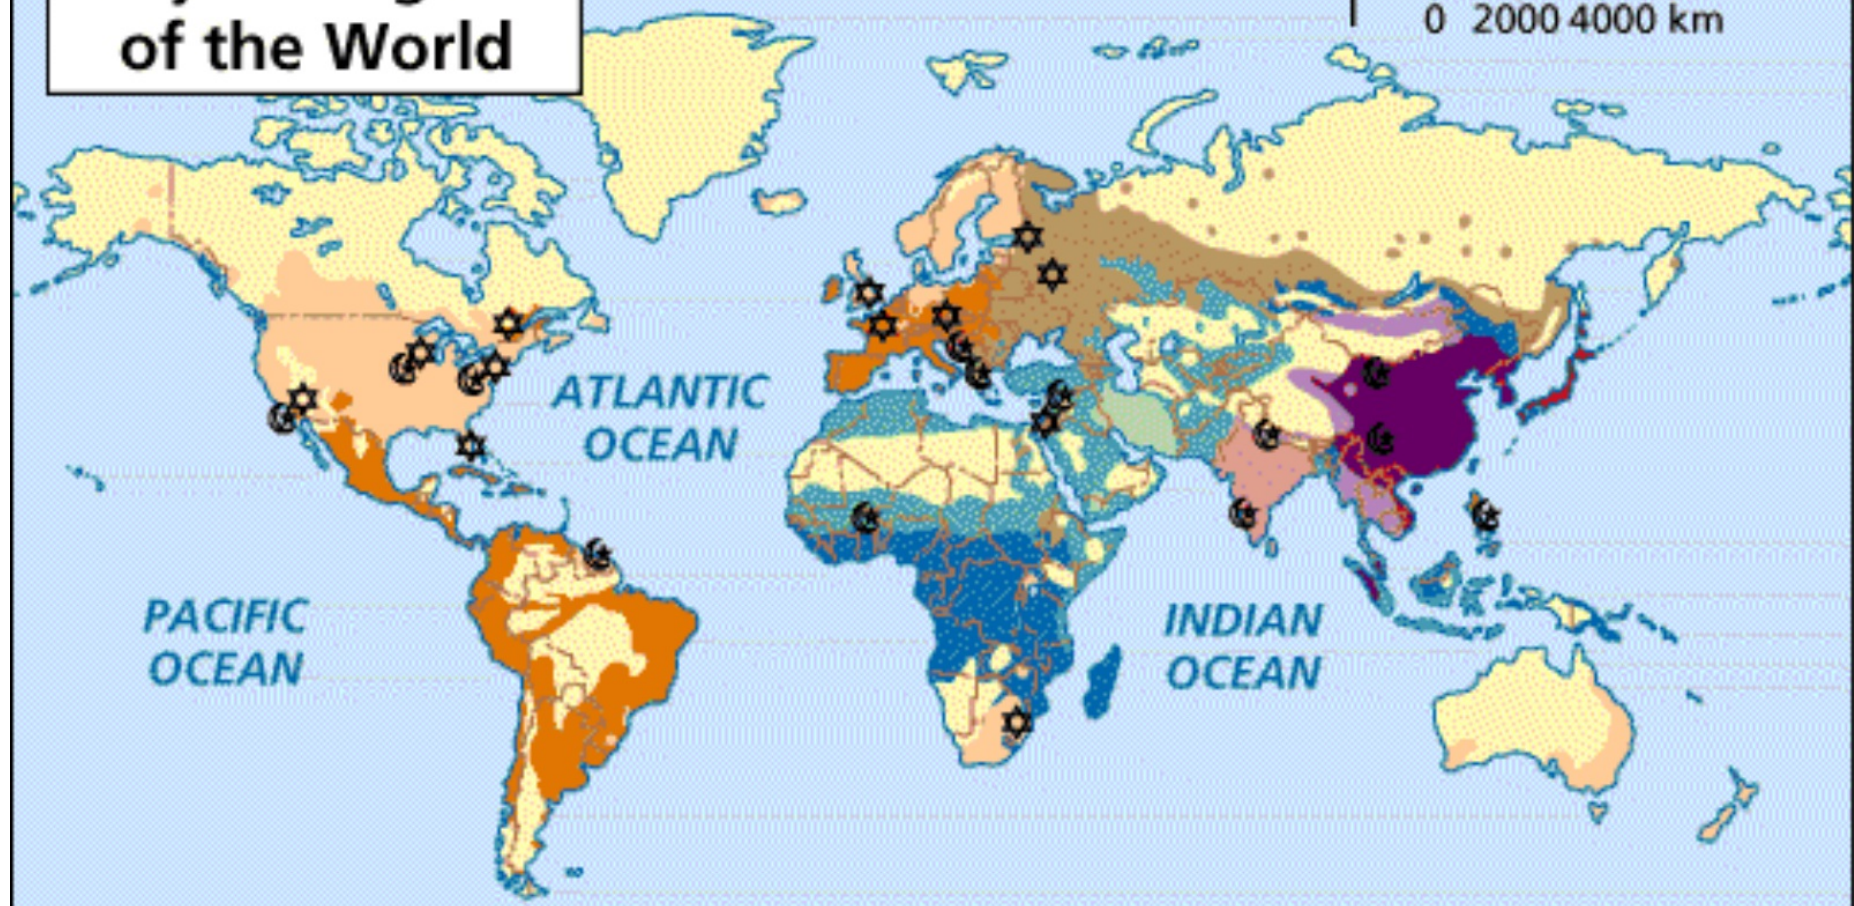 of the World
0 2000 4000 km
ATLANTIC
OCEAN
PACIFIC
OCEAN
INDIAN
OCEAN